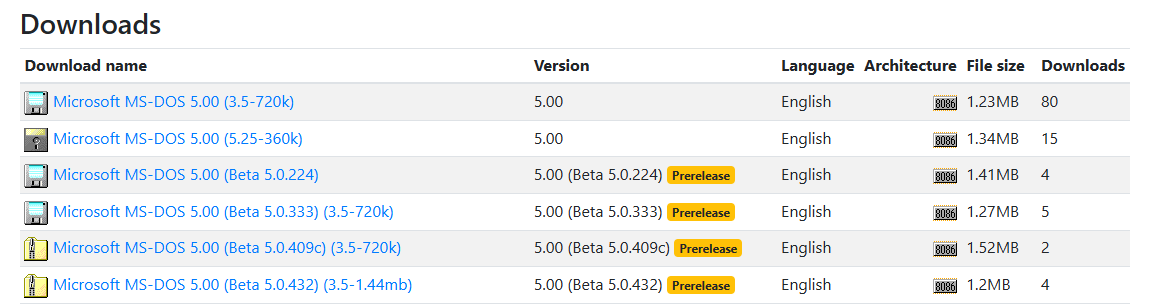 Downloads
Download name Version Language Architecture File size Downloads
Microsoft MS-DOS 5.00 (3.5-720k) 5.00 English 8086 1.23MB 80
Microsoft MS-DOS 5.00 (5.25-360k) 5.00 English 8086 1.34MB 15
Microsoft MS-DOS 5.00 (Beta 5.0.224) 5.00 (Beta 5.0.224) Prerelease English 8086 1.41MB 4
Microsoft MS-DOS 5.00 (Beta 5.0.333) (3.5-720k) 5.00 (Beta 5.0.333) Prerelease English 8086 1.27MB 5
Microsoft MS-DOS 5.00 (Beta 5.0.409c) (3.5-720k) 5.00 (Beta 5.0.409c) Prerelease English 8086 1.52MB 2
Microsoft MS-DOS 5.00 (Beta 5.0.432) (3.5-1.44mb) 5.00 (Beta 5.0.432) Prerelease English 8086 1.2MB 4